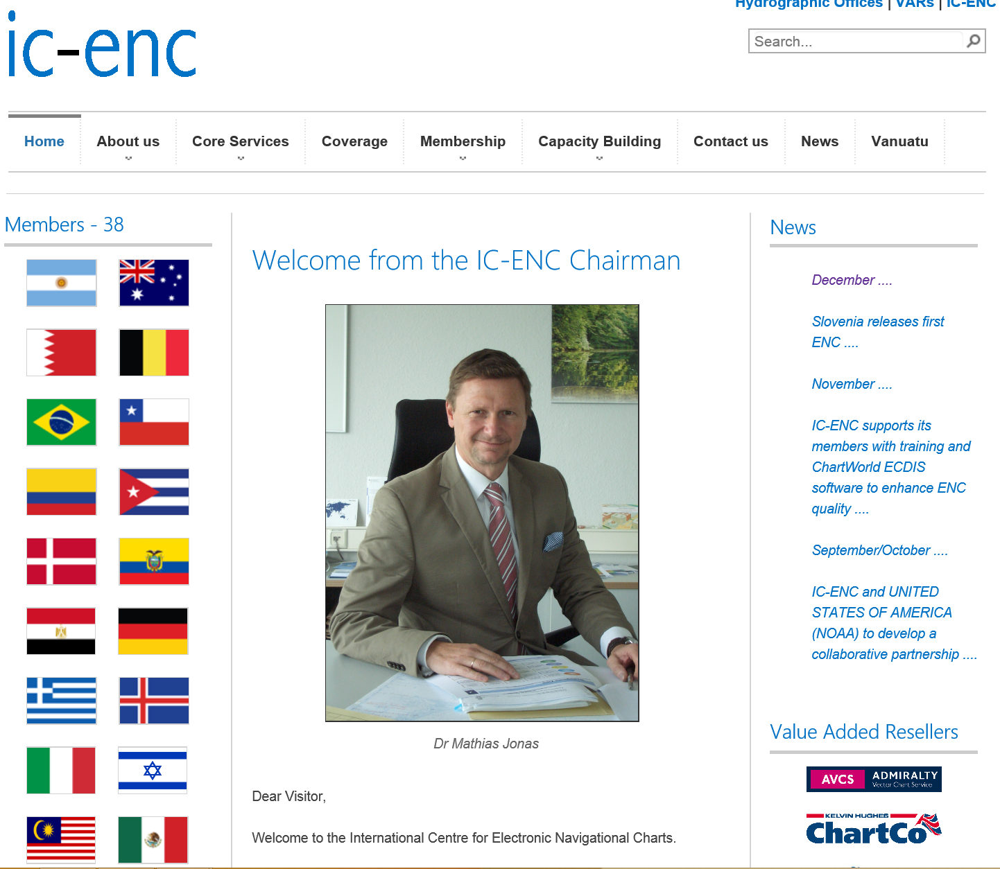 Hydrographic Offices | VARs | IC-ENC
ic-enc
Search...
Home
About us
Core Services
Coverage
Membership
Capacity Building
Contact us
News
Vanuatu
Members - 38
Welcome from the IC-ENC Chairman
Dr Mathias Jonas
Dear Visitor,
Welcome to the International Centre for Electronic Navigational Charts.
News
December ....
Slovenia releases first
ENC ....
November ....
IC-ENC supports its
members with training and
ChartWorld ECDIS
software to enhance ENC
quality ....
September/October ....
IC-ENC and UNITED
STATES OF AMERICA
(NOAA) to develop a
collaborative partnership ....
Value Added Resellers
AVCS
ADMIRALTY
Vector Chart Service
KELVIN HUGHES
ChartCo